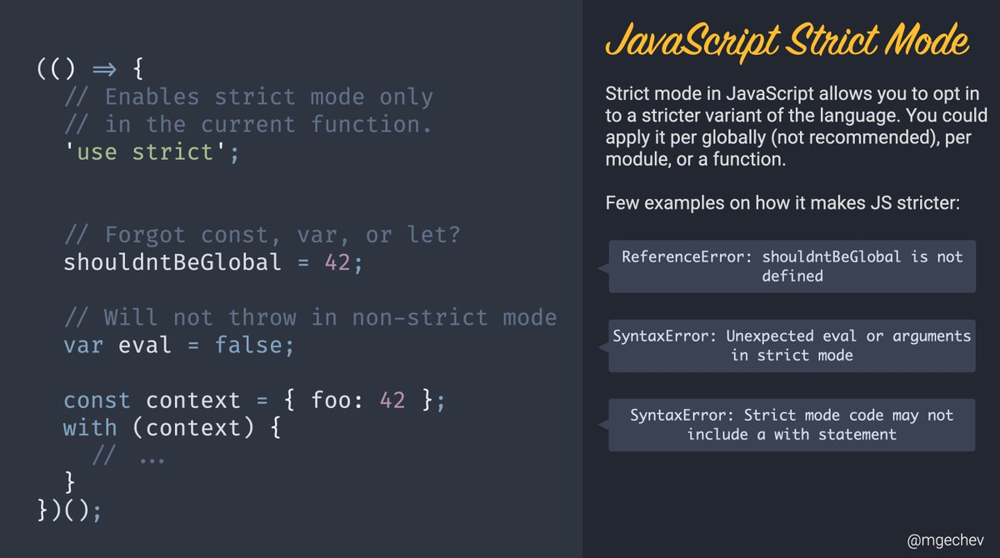 (() => {
// Enables strict mode only
// in the current function.
'use strict';
// Forgot const, var, or let?
shouldntBeGlobal = 42;
// Will not throw in non-strict mode
var eval = false;
const context = { foo: 42 };
with (context) {
// ...
}
})();
JavaScript Strict Mode
Strict mode in JavaScript allows you to opt in
to a stricter variant of the language. You could
apply it per globally (not recommended), per
module, or a function.
Few examples on how it makes JS stricter:
ReferenceError: shouldntBeGlobal is not
defined
SyntaxError: Unexpected eval or arguments
in strict mode
SyntaxError: Strict mode code may not
include a with statement
@mgechev